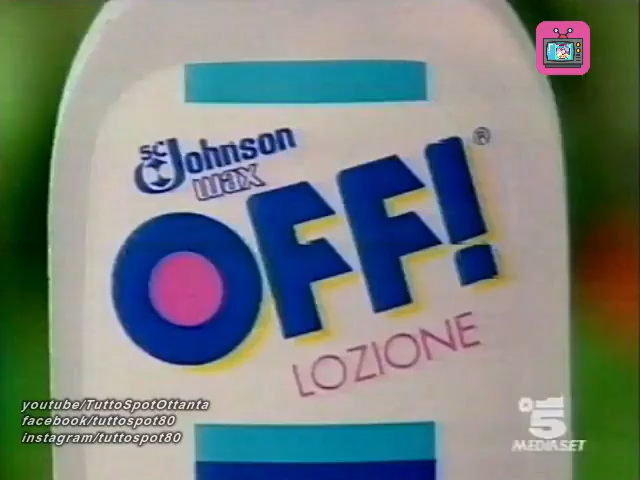 SC Johnson
wax
OFF!®
LOZIONE
youtube/TuttoSpotOttanta
facebook/tuttospot80
instagram/tuttospot80
5
MEDIASET